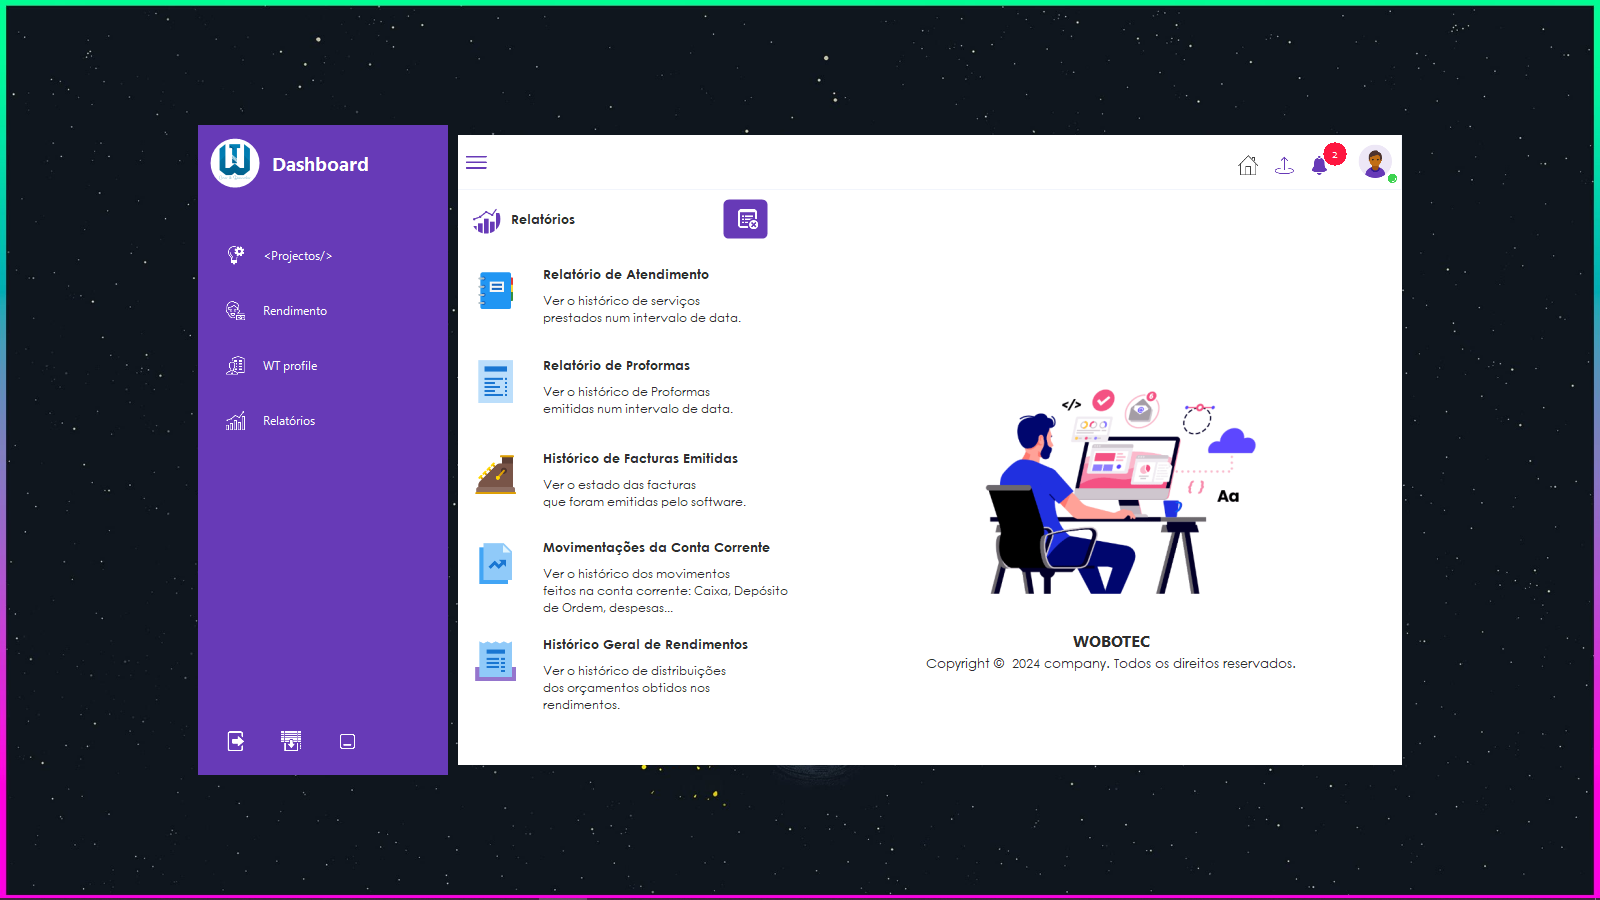 Dashboard
<Projectos/>
Rendimento
WT profile
Relatórios
2
Relatórios
Relatório de Atendimento
Ver o histórico de serviços
prestados num intervalo de data.
Relatório de Proformas
Ver o histórico de Proformas
emitidas num intervalo de data.
Histórico de Facturas Emitidas
Ver o estado das facturas
que foram emitidas pelo software.
Movimentações da Conta Corrente
Ver o histórico dos movimentos
feitos na conta corrente: Caixa, Depósito
de Ordem, despesas...
Histórico Geral de Rendimentos
Ver o histórico de distribuições
dos orçamentos obtidos nos
rendimentos.
</>
@
6
{ }
Aa
WOBOTEC
Copyright © 2024 company. Todos os direitos reservados.